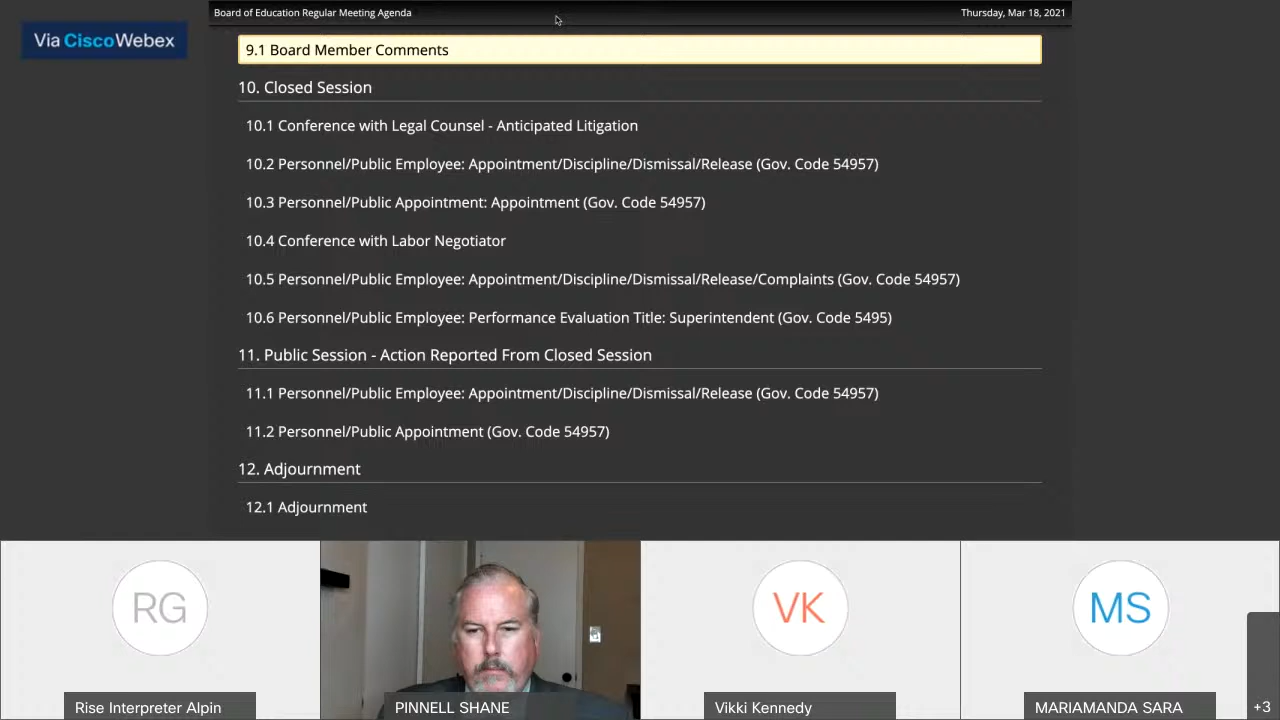 Board of Education Regular Meeting Agenda
Thursday, Mar 18, 2021
Via CiscoWebex
9.1 Board Member Comments
10. Closed Session
10.1 Conference with Legal Counsel - Anticipated Litigation
10.2 Personnel/Public Employee: Appointment/Discipline/Dismissal/Release (Gov. Code 54957)
10.3 Personnel/Public Appointment: Appointment (Gov. Code 54957)
10.4 Conference with Labor Negotiator
10.5 Personnel/Public Employee: Appointment/Discipline/Dismissal/Release/Complaints (Gov. Code 54957)
10.6 Personnel/Public Employee: Performance Evaluation Title: Superintendent (Gov. Code 5495)
11. Public Session - Action Reported From Closed Session
11.1 Personnel/Public Employee: Appointment/Discipline/Dismissal/Release (Gov. Code 54957)
11.2 Personnel/Public Appointment (Gov. Code 54957)
12. Adjournment
12.1 Adjournment
RG
VK
MS
Rise Interpreter Alpin
PINNELL SHANE
Vikki Kennedy
MARIAMANDA SARA
+3